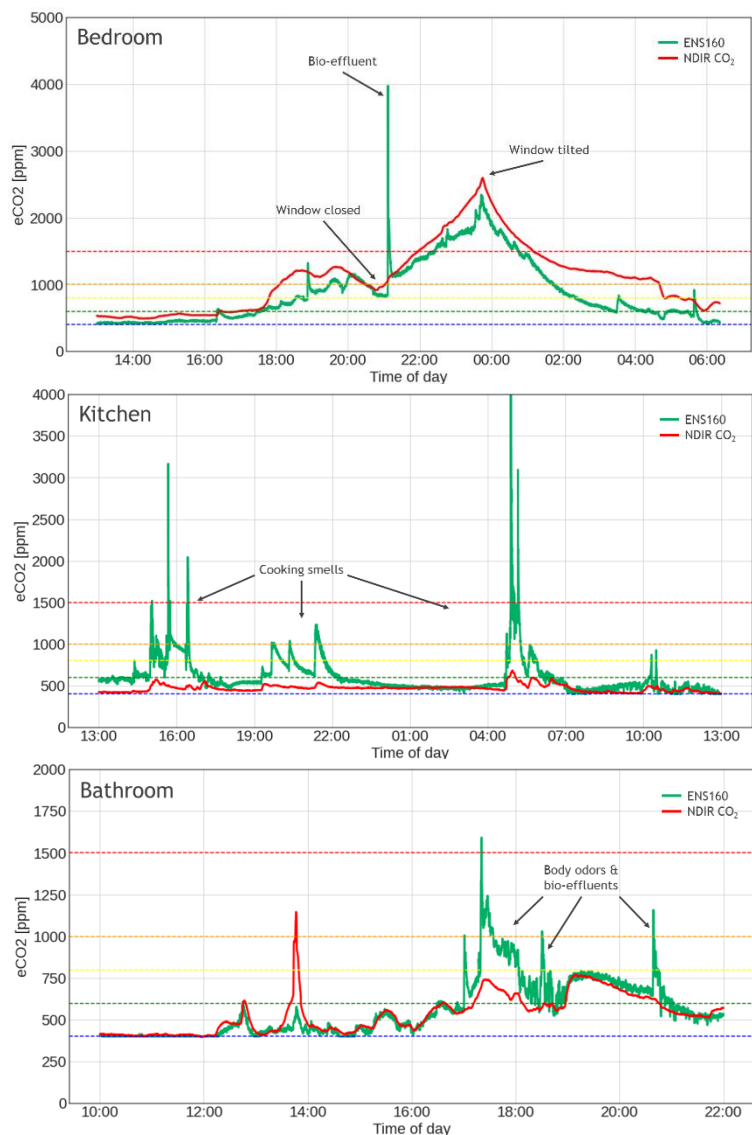 Bedroom
ENS160
NDIR CO₂
Bio-effluent
Window tilted
Window closed
eCO2 [ppm]
5000
4000
3000
2000
1000
0
14:00 16:00 18:00 20:00 22:00 00:00 02:00 04:00 06:00
Time of day
Kitchen
ENS160
NDIR CO₂
Cooking smells
eCO2 [ppm]
4000
3500
3000
2500
2000
1500
1000
500
0
13:00 16:00 19:00 22:00 01:00 04:00 07:00 10:00 13:00
Time of day
Bathroom
ENS160
NDIR CO₂
Body odors &
bio-effluents
eCO2 [ppm]
2000
1750
1500
1250
1000
750
500
250
0
10:00 12:00 14:00 16:00 18:00 20:00 22:00
Time of day